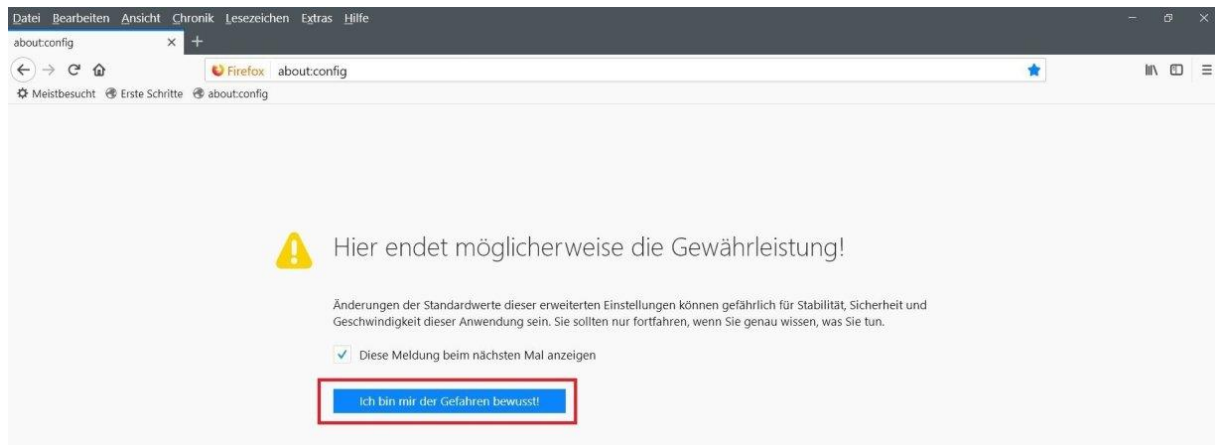 Datei Bearbeiten Ansicht Chronik Lesezeichen Extras Hilfe
about:config
Firefox about:config
Meistbesucht Erste Schritte about:config
Hier endet möglicherweise die Gewährleistung!
Änderungen der Standardwerte dieser erweiterten Einstellungen können gefährlich für Stabilität, Sicherheit und
Geschwindigkeit dieser Anwendung sein. Sie sollten nur fortfahren, wenn Sie genau wissen, was Sie tun.
Diese Meldung beim nächsten Mal anzeigen
Ich bin mir der Gefahren bewusst!